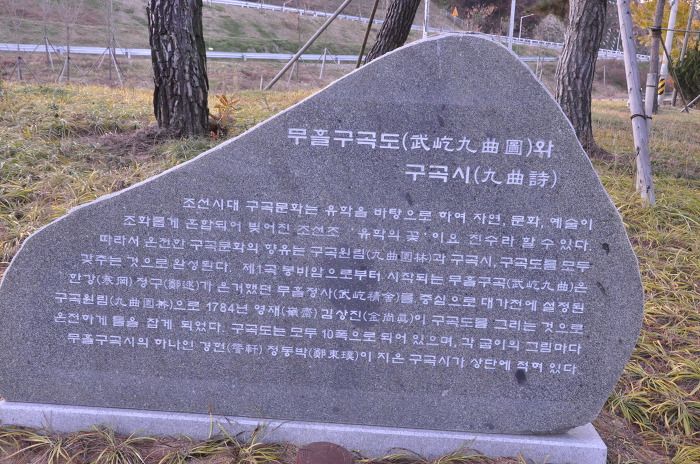 무흘구곡도(武屹九曲圖)와
구곡시(九曲詩)
조선시대 구곡문화는 유학을 바탕으로 하여 자연, 문화, 예술이
조화롭게 혼합되어 빚어진 조선조 '유학의 꽃'이요 진수라 할 수 있다.
따라서 온전한 구곡문화의 향유는 구곡원림(九曲園林)과 구곡시, 구곡도를 모두
갖추는 것으로 완성된다. 제1곡 봉비암으로부터 시작되는 무흘구곡(武屹九曲)은
한강(寒岡) 정구(鄭逑)가 은거했던 무흘정사(武屹精舍)를 중심으로 대가천에 설정된
구곡원림(九曲園林)으로 1784년 영재(嶺齋) 김상진(金尙眞)이 구곡도를 그리는 것으로
온전하게 틀을 잡게 되었다. 구곡도는 모두 10폭으로 되어 있으며, 각 굽이의 그림마다
무흘구곡시의 하나인 경헌(警軒) 정동박(鄭東璞)이 지은 구곡시가 상단에 적혀 있다.